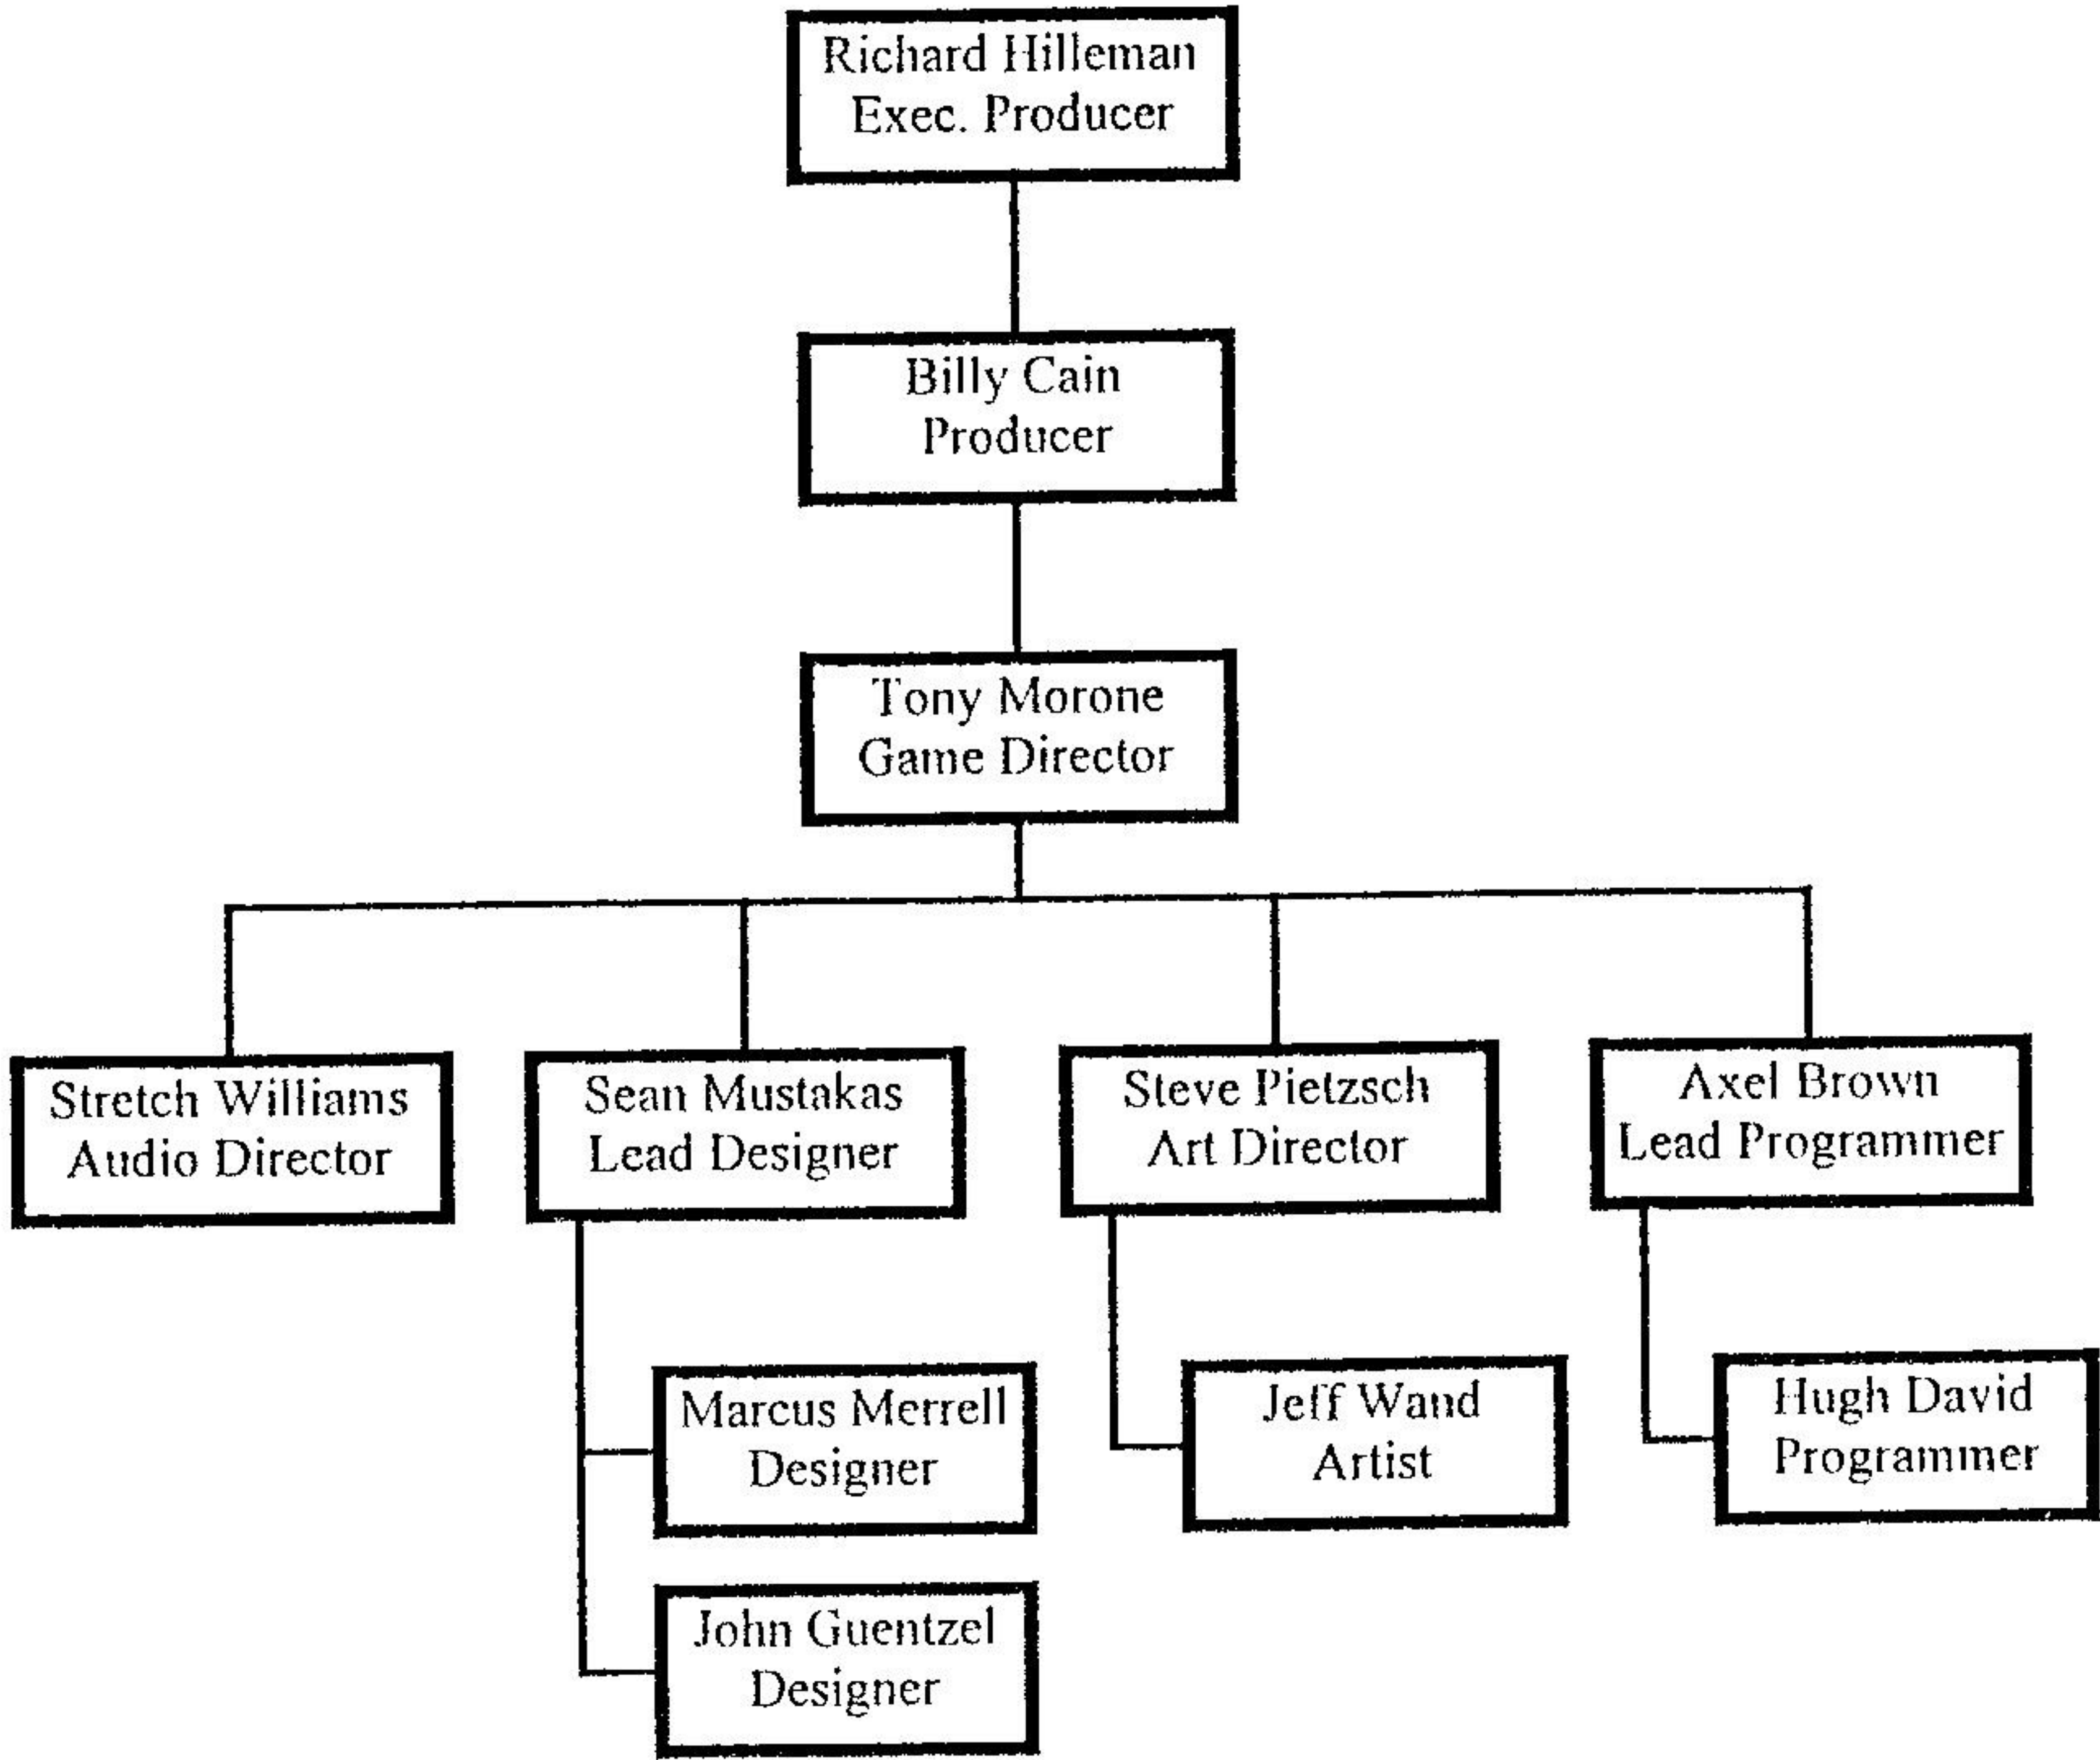 Richard Hilleman
Exec. Producer
Billy Cain
Producer
Tony Morone
Game Director
Stretch Williams
Audio Director
Sean Mustakas
Lead Designer
Steve Pietzsch
Art Director
Axel Brown
Lead Programmer
Marcus Merrell
Designer
Jeff Wand
Artist
Hugh David
Programmer
John Guentzel
Designer